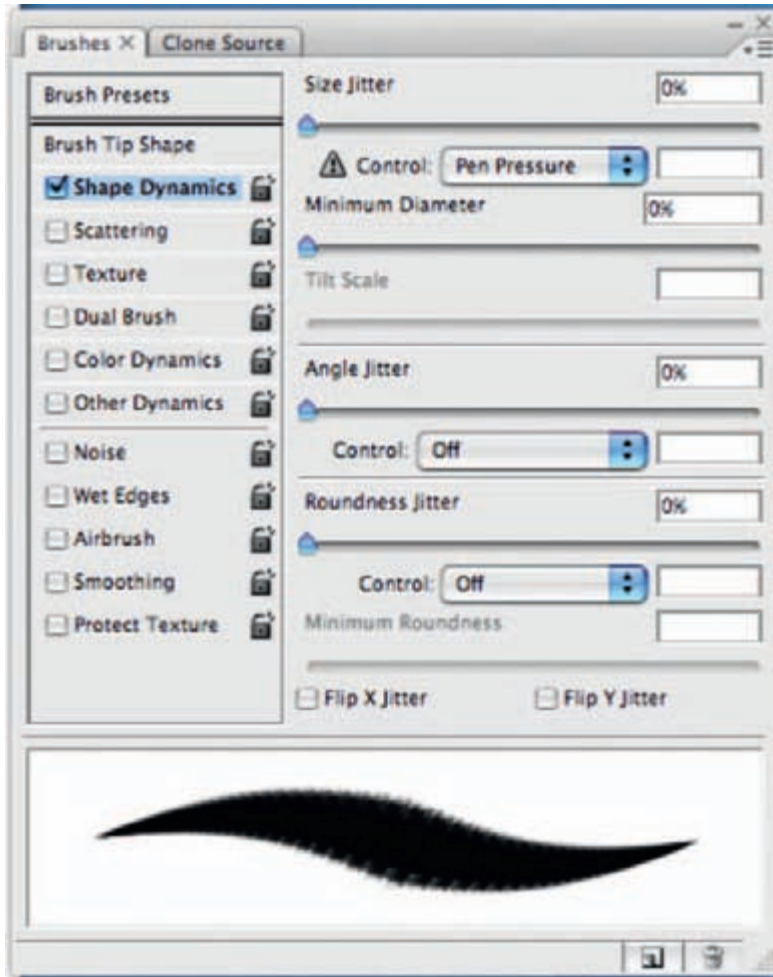 Brushes × Clone Source
Brush Presets
Brush Tip Shape
Shape Dynamics
Scattering
Texture
Dual Brush
Color Dynamics
Other Dynamics
Noise
Wet Edges
Airbrush
Smoothing
Protect Texture
Size Jitter 0%
Control: Pen Pressure
Minimum Diameter 0%
Tilt Scale
Angle Jitter 0%
Control: Off
Roundness Jitter 0%
Control: Off
Minimum Roundness
Flip X Jitter Flip Y Jitter